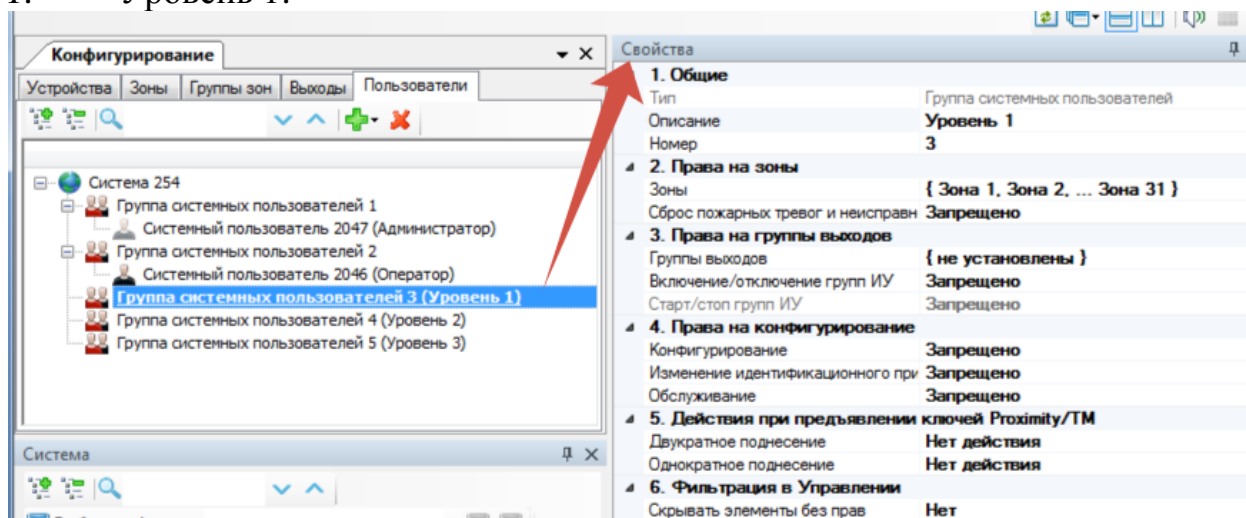 1. Уровень 1.
Конфигурирование
Устройства Зоны Группы зон Выходы Пользователи
Система 254
Группа системных пользователей 1
Системный пользователь 2047 (Администратор)
Группа системных пользователей 2
Системный пользователь 2046 (Оператор)
Группа системных пользователей 3 (Уровень 1)
Группа системных пользователей 4 (Уровень 2)
Группа системных пользователей 5 (Уровень 3)
Система
Свойства
1. Общие
Тип Группа системных пользователей
Описание Уровень 1
Номер 3
2. Права на зоны
Зоны { Зона 1, Зона 2, ... Зона 31 }
Сброс пожарных тревог и неисправн Запрещено
3. Права на группы выходов
Группы выходов { не установлены }
Включение/отключение групп ИУ Запрещено
Старт/стоп групп ИУ Запрещено
4. Права на конфигурирование
Конфигурирование Запрещено
Изменение идентификационного при Запрещено
Обслуживание Запрещено
5. Действия при предъявлении ключей Proximity/TM
Двукратное поднесение Нет действия
Однократное поднесение Нет действия
6. Фильтрация в Управлении
Скрывать элементы без прав Нет